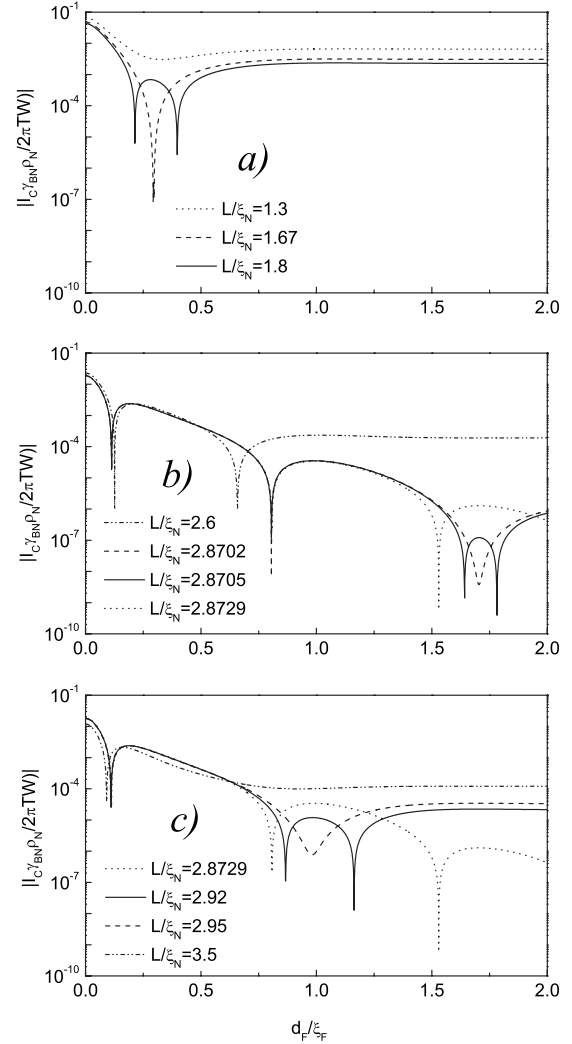 10⁻¹
10⁻⁴
10⁻⁷
10⁻¹⁰
|I_Cγ_BNρ_N/2πTW)|
a)
L/ξ_N=1.3
L/ξ_N=1.67
L/ξ_N=1.8
0.0 0.5 1.0 1.5 2.0
10⁻¹
10⁻⁴
10⁻⁷
10⁻¹⁰
|I_Cγ_BNρ_N/2πTW)|
b)
L/ξ_N=2.6
L/ξ_N=2.8702
L/ξ_N=2.8705
L/ξ_N=2.8729
0.0 0.5 1.0 1.5 2.0
10⁻¹
10⁻⁴
10⁻⁷
10⁻¹⁰
|I_Cγ_BNρ_N/2πTW)|
c)
L/ξ_N=2.8729
L/ξ_N=2.92
L/ξ_N=2.95
L/ξ_N=3.5
0.0 0.5 1.0 1.5 2.0
d_F/ξ_F